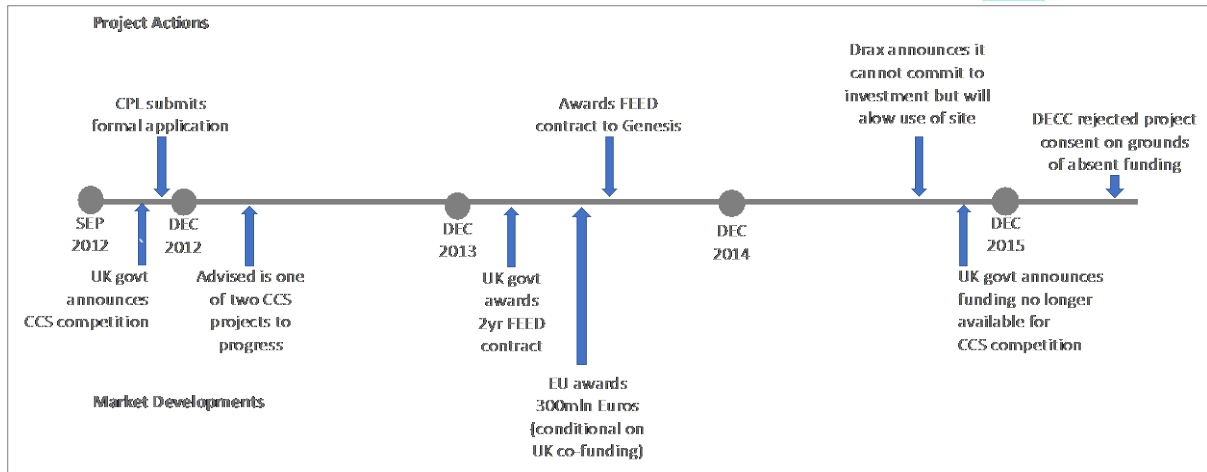 Project Actions
CPL submits
formal application
Awards FEED
contract to Genesis
Drax announces it
cannot commit to
investment but will
alow use of site
DECC rejected project
consent on grounds
of absent funding
SEP
2012
DEC
2012
DEC
2013
DEC
2014
DEC
2015
UK govt
announces
CCS competition
Advised is one
of two CCS
projects to
progress
UK govt
awards
2yr FEED
contract
EU awards
300mln Euros
(conditional on
UK co-funding)
UK govt announces
funding no longer
available for
CCS competition
Market Developments